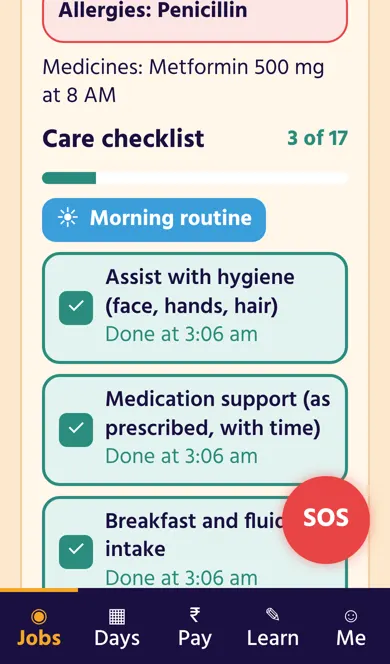 Allergies: Penicillin
Medicines: Metformin 500 mg
at 8 AM
Care checklist
3 of 17
Morning routine
Assist with hygiene
(face, hands, hair)
Done at 3:06 am
Medication support (as
prescribed, with time)
Done at 3:06 am
Breakfast and
intake
Done at 3:06 am
SOS
₹
Jobs
Days
Pay
Learn
Me